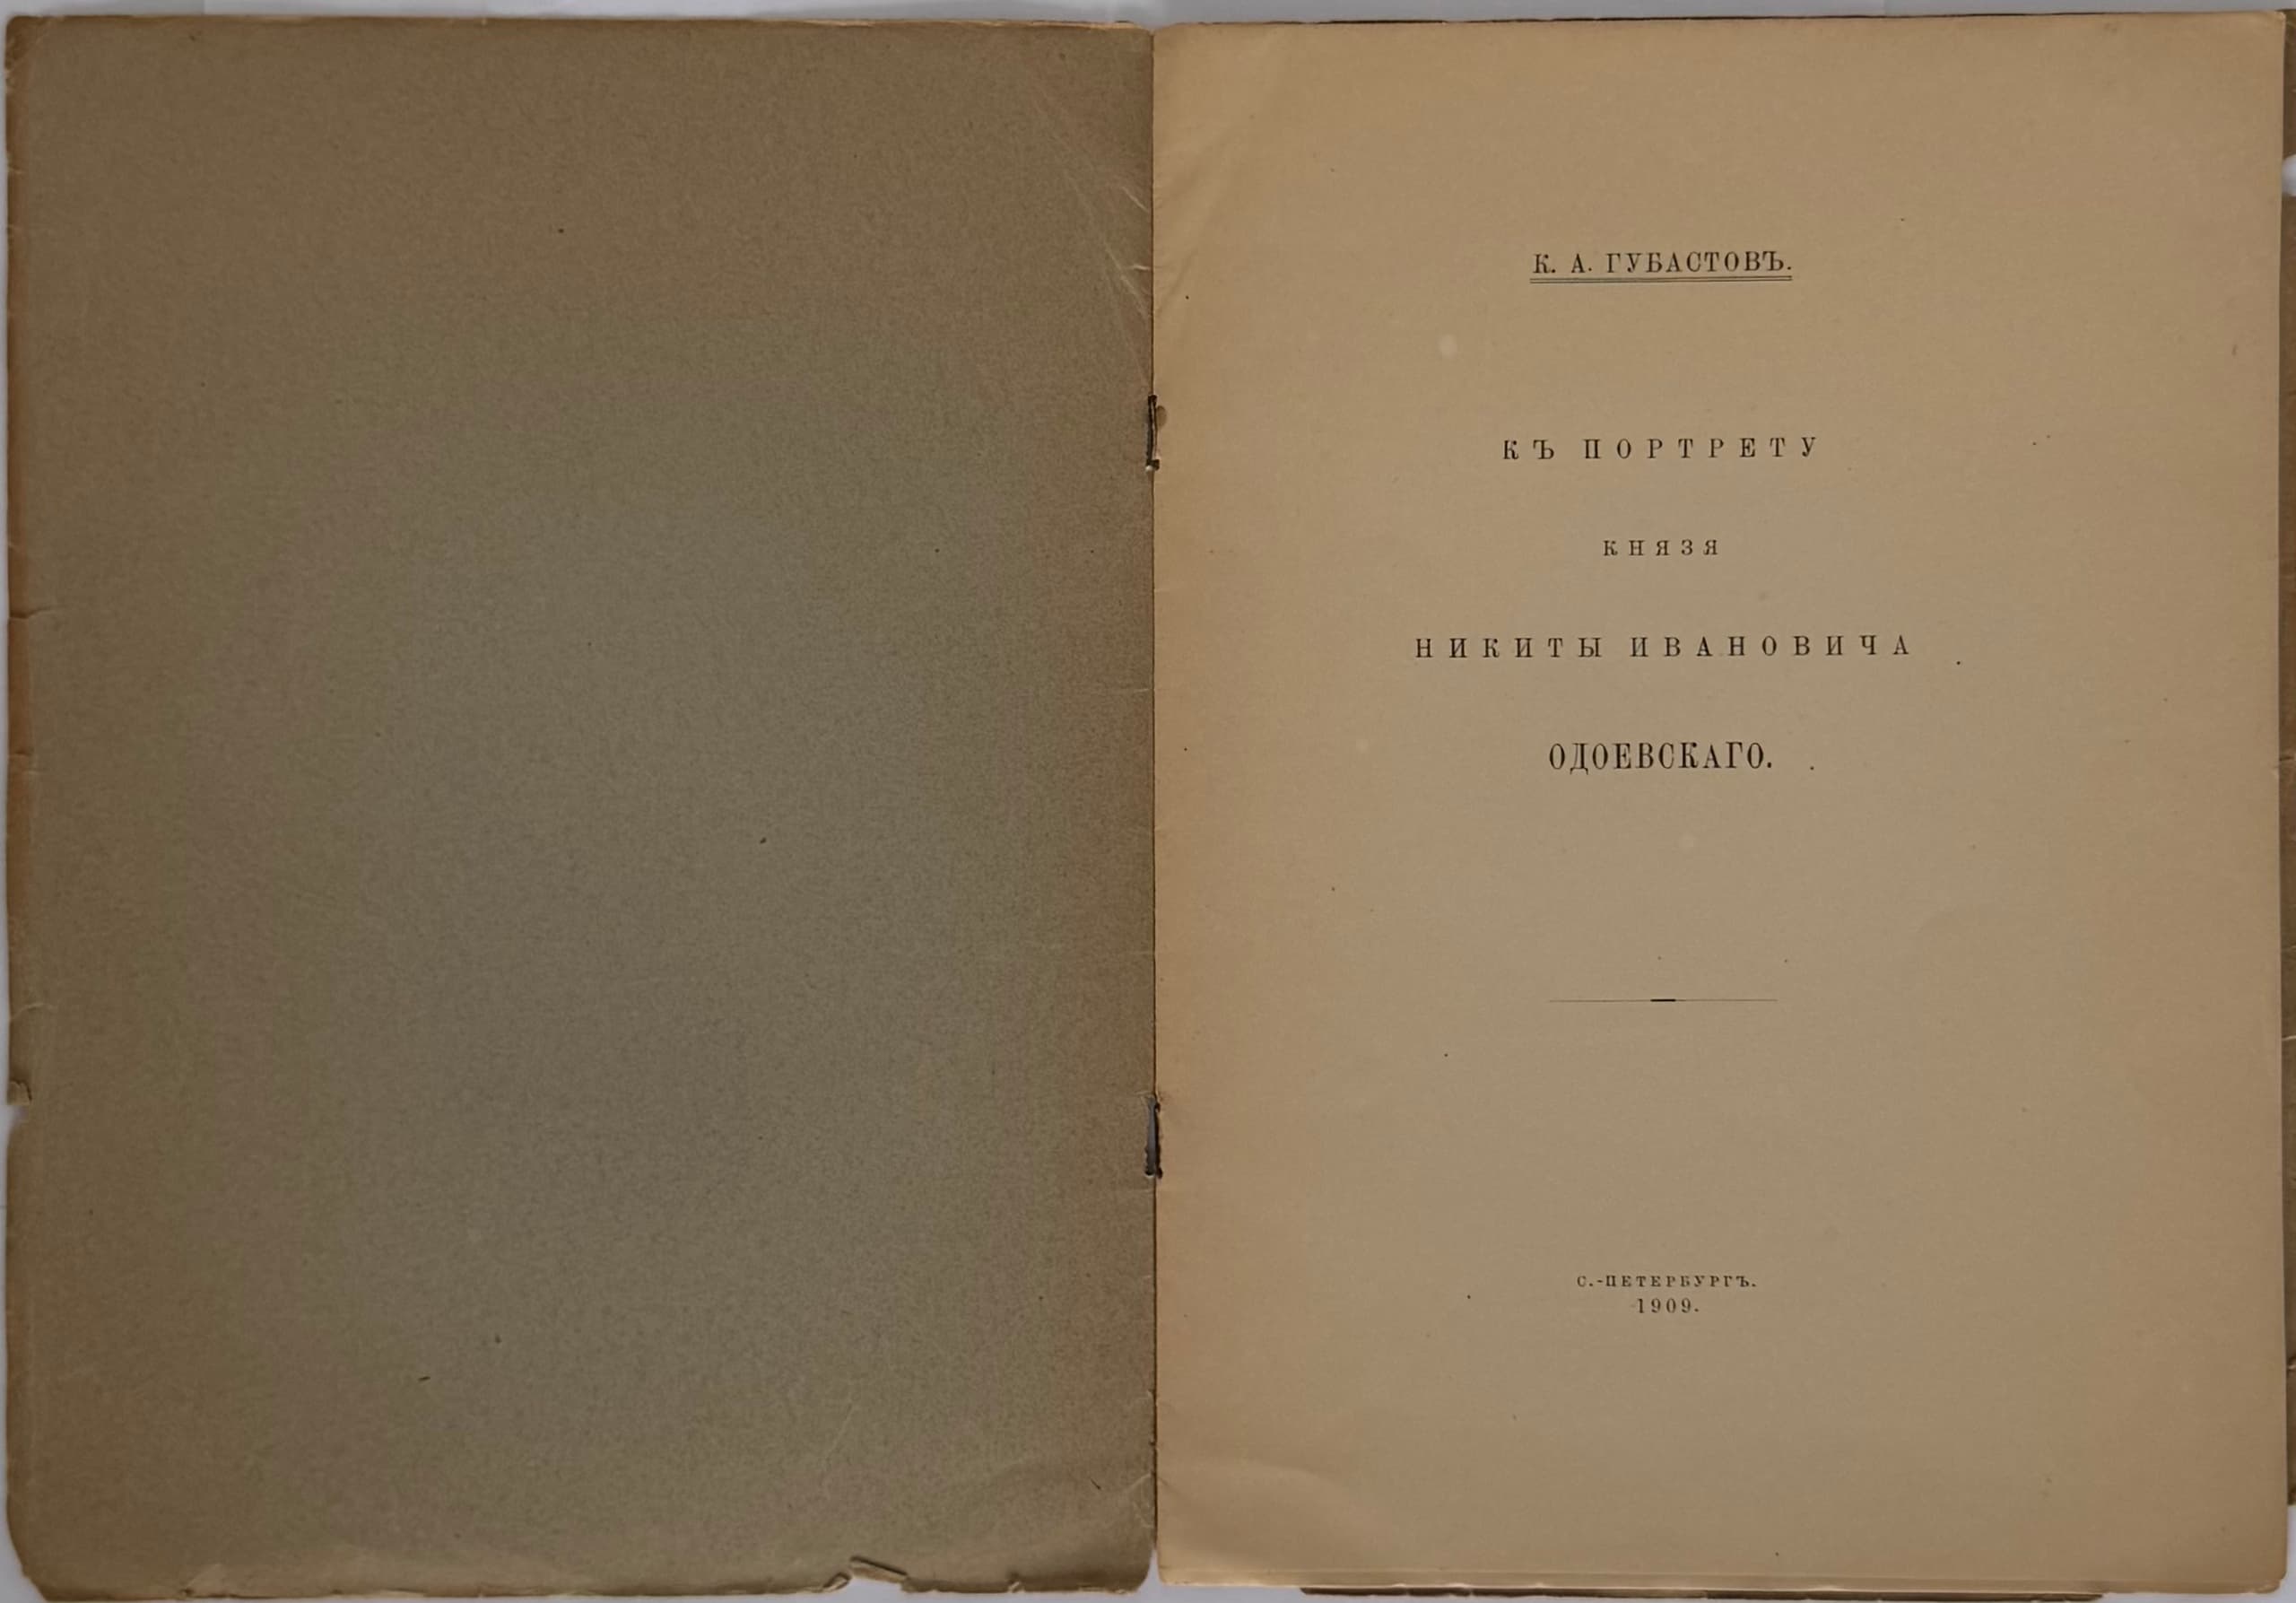 К. А. ГУБАСТОВЪ.
КЪ ПОРТРЕТУ
КНЯЗЯ
НИКИТЫ ИВАНОВИЧА
ОДОЕВСКАГО.
С.-ПЕТЕРБУРГЪ.
1909.